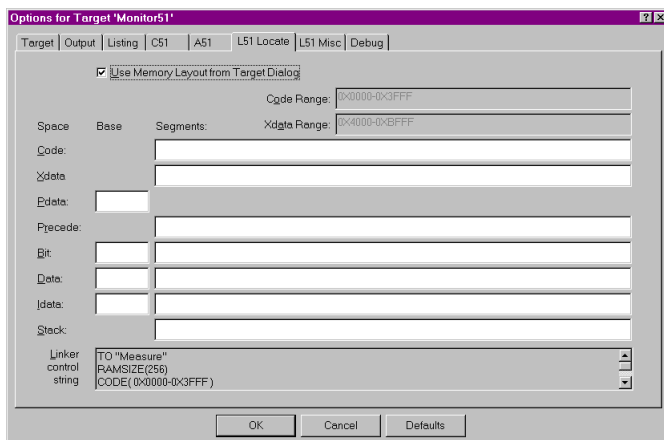 Options for Target 'Monitor51'
Target Output Listing C51 A51 L51 Locate L51 Misc Debug
Use Memory Layout from Target Dialog
Code Range: 0X0000-0X3FFF
Space Base Segments: Xdata Range: 0X4000-0XBFFF
Code:
Xdata
Pdata:
Precede:
Bit:
Data:
Idata:
Stack:
Linker control string
TO "Measure"
RAMSIZE(256)
CODE( 0X0000-0X3FFF )
OK Cancel Defaults